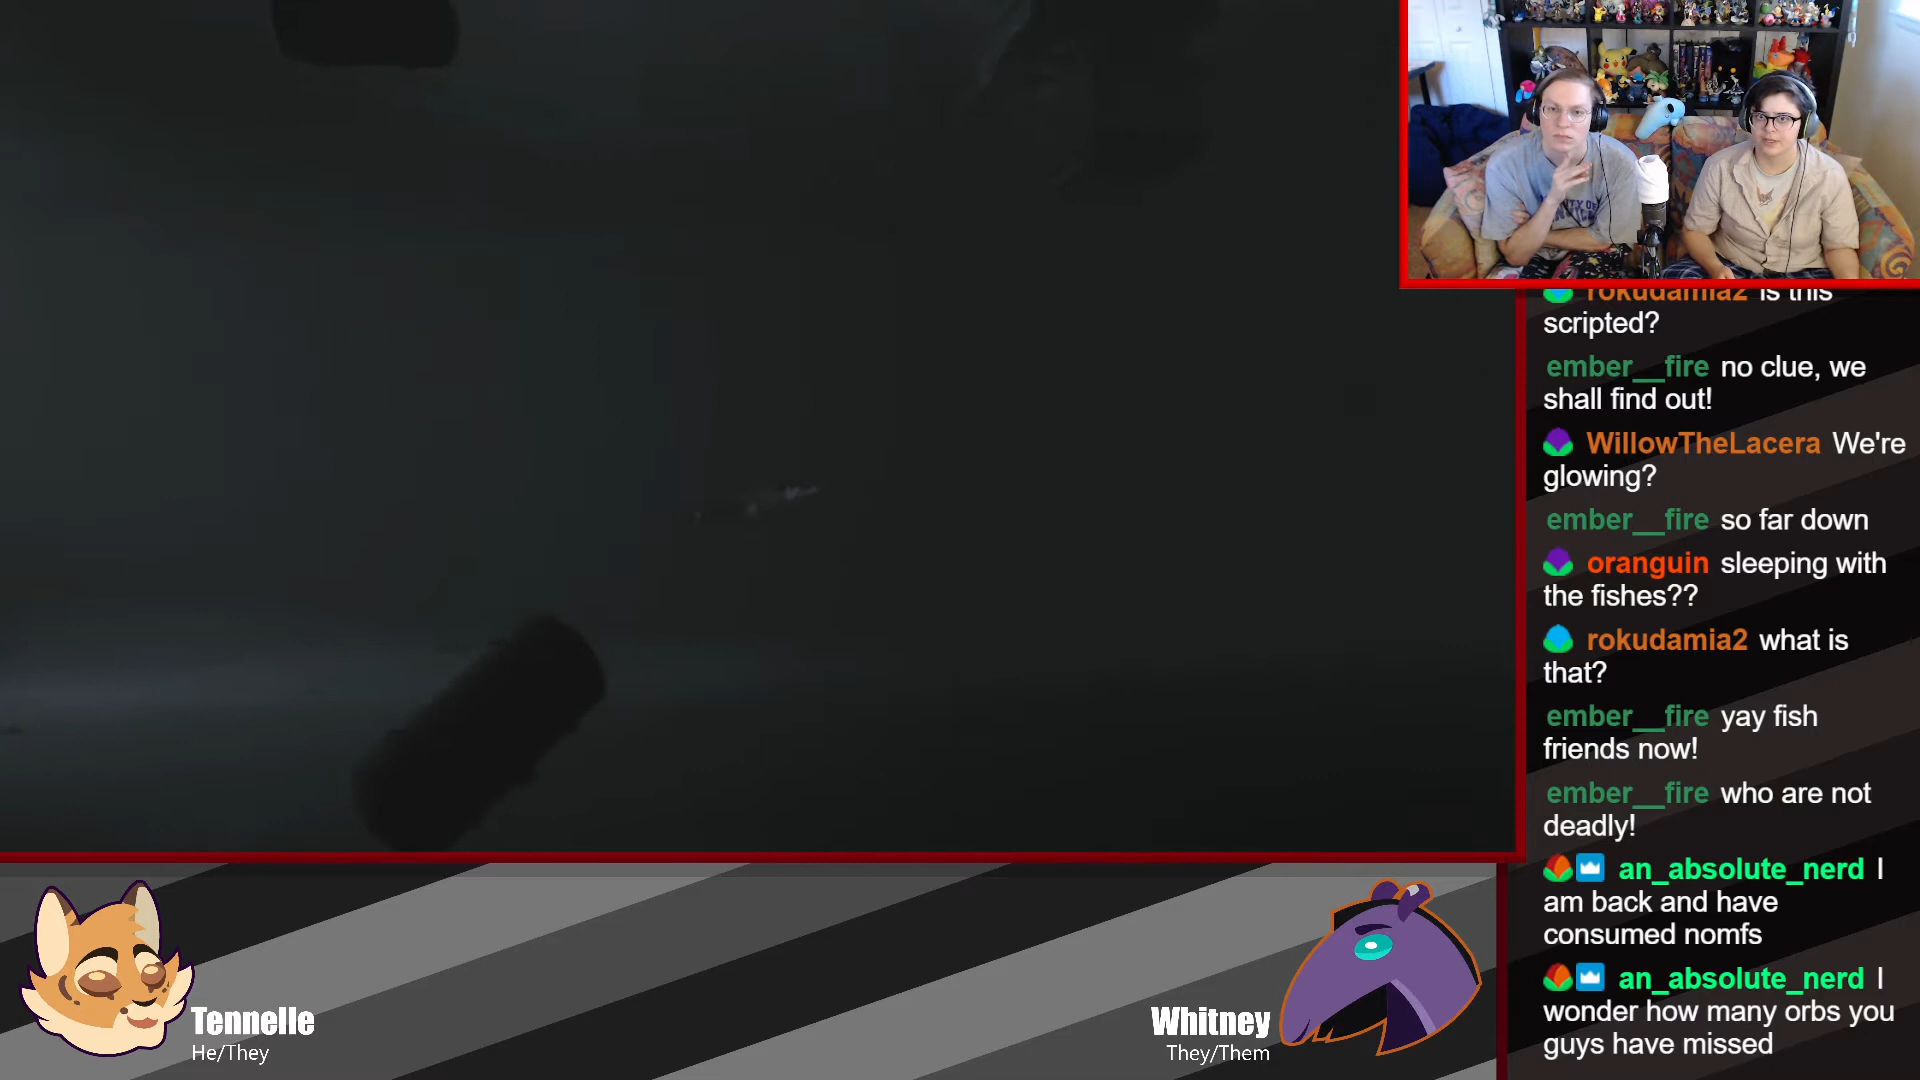 rokudamia2 is this
scripted?
ember__fire no clue, we
shall find out!
WillowTheLacera We're
glowing?
ember__fire so far down
oranguin sleeping with
the fishes??
rokudamia2 what is
that?
ember__fire yay fish
friends now!
ember__fire who are not
deadly!
an_absolute_nerd I
am back and have
consumed nomfs
an_absolute_nerd I
wonder how many orbs you
guys have missed
Tennelle
He/They
Whitney
They/Them